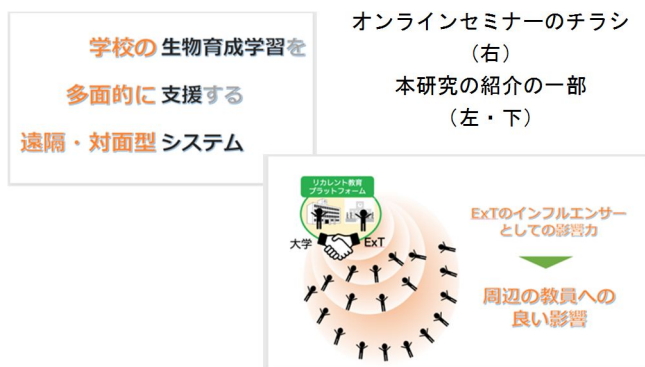 学校の生物育成学習を
多面的に支援する
遠隔・対面型システム
オンラインセミナーのチラシ
（右）
本研究の紹介の一部
（左・下）
リカレント教育
プラットフォーム
大学
ExT
ExTのインフルエンサー
としての影響力
周辺の教員への
良い影響